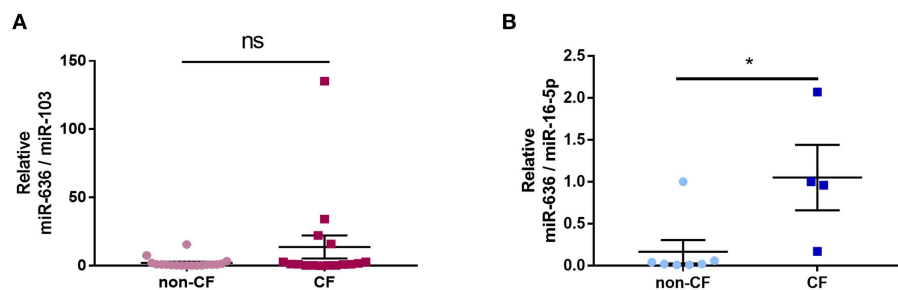 A
ns
Relative
miR-636 / miR-103
150
100
50
0
non-CF
CF
B
*
Relative
miR-636 / miR-16-5p
2.5
2.0
1.5
1.0
0.5
0.0
non-CF
CF